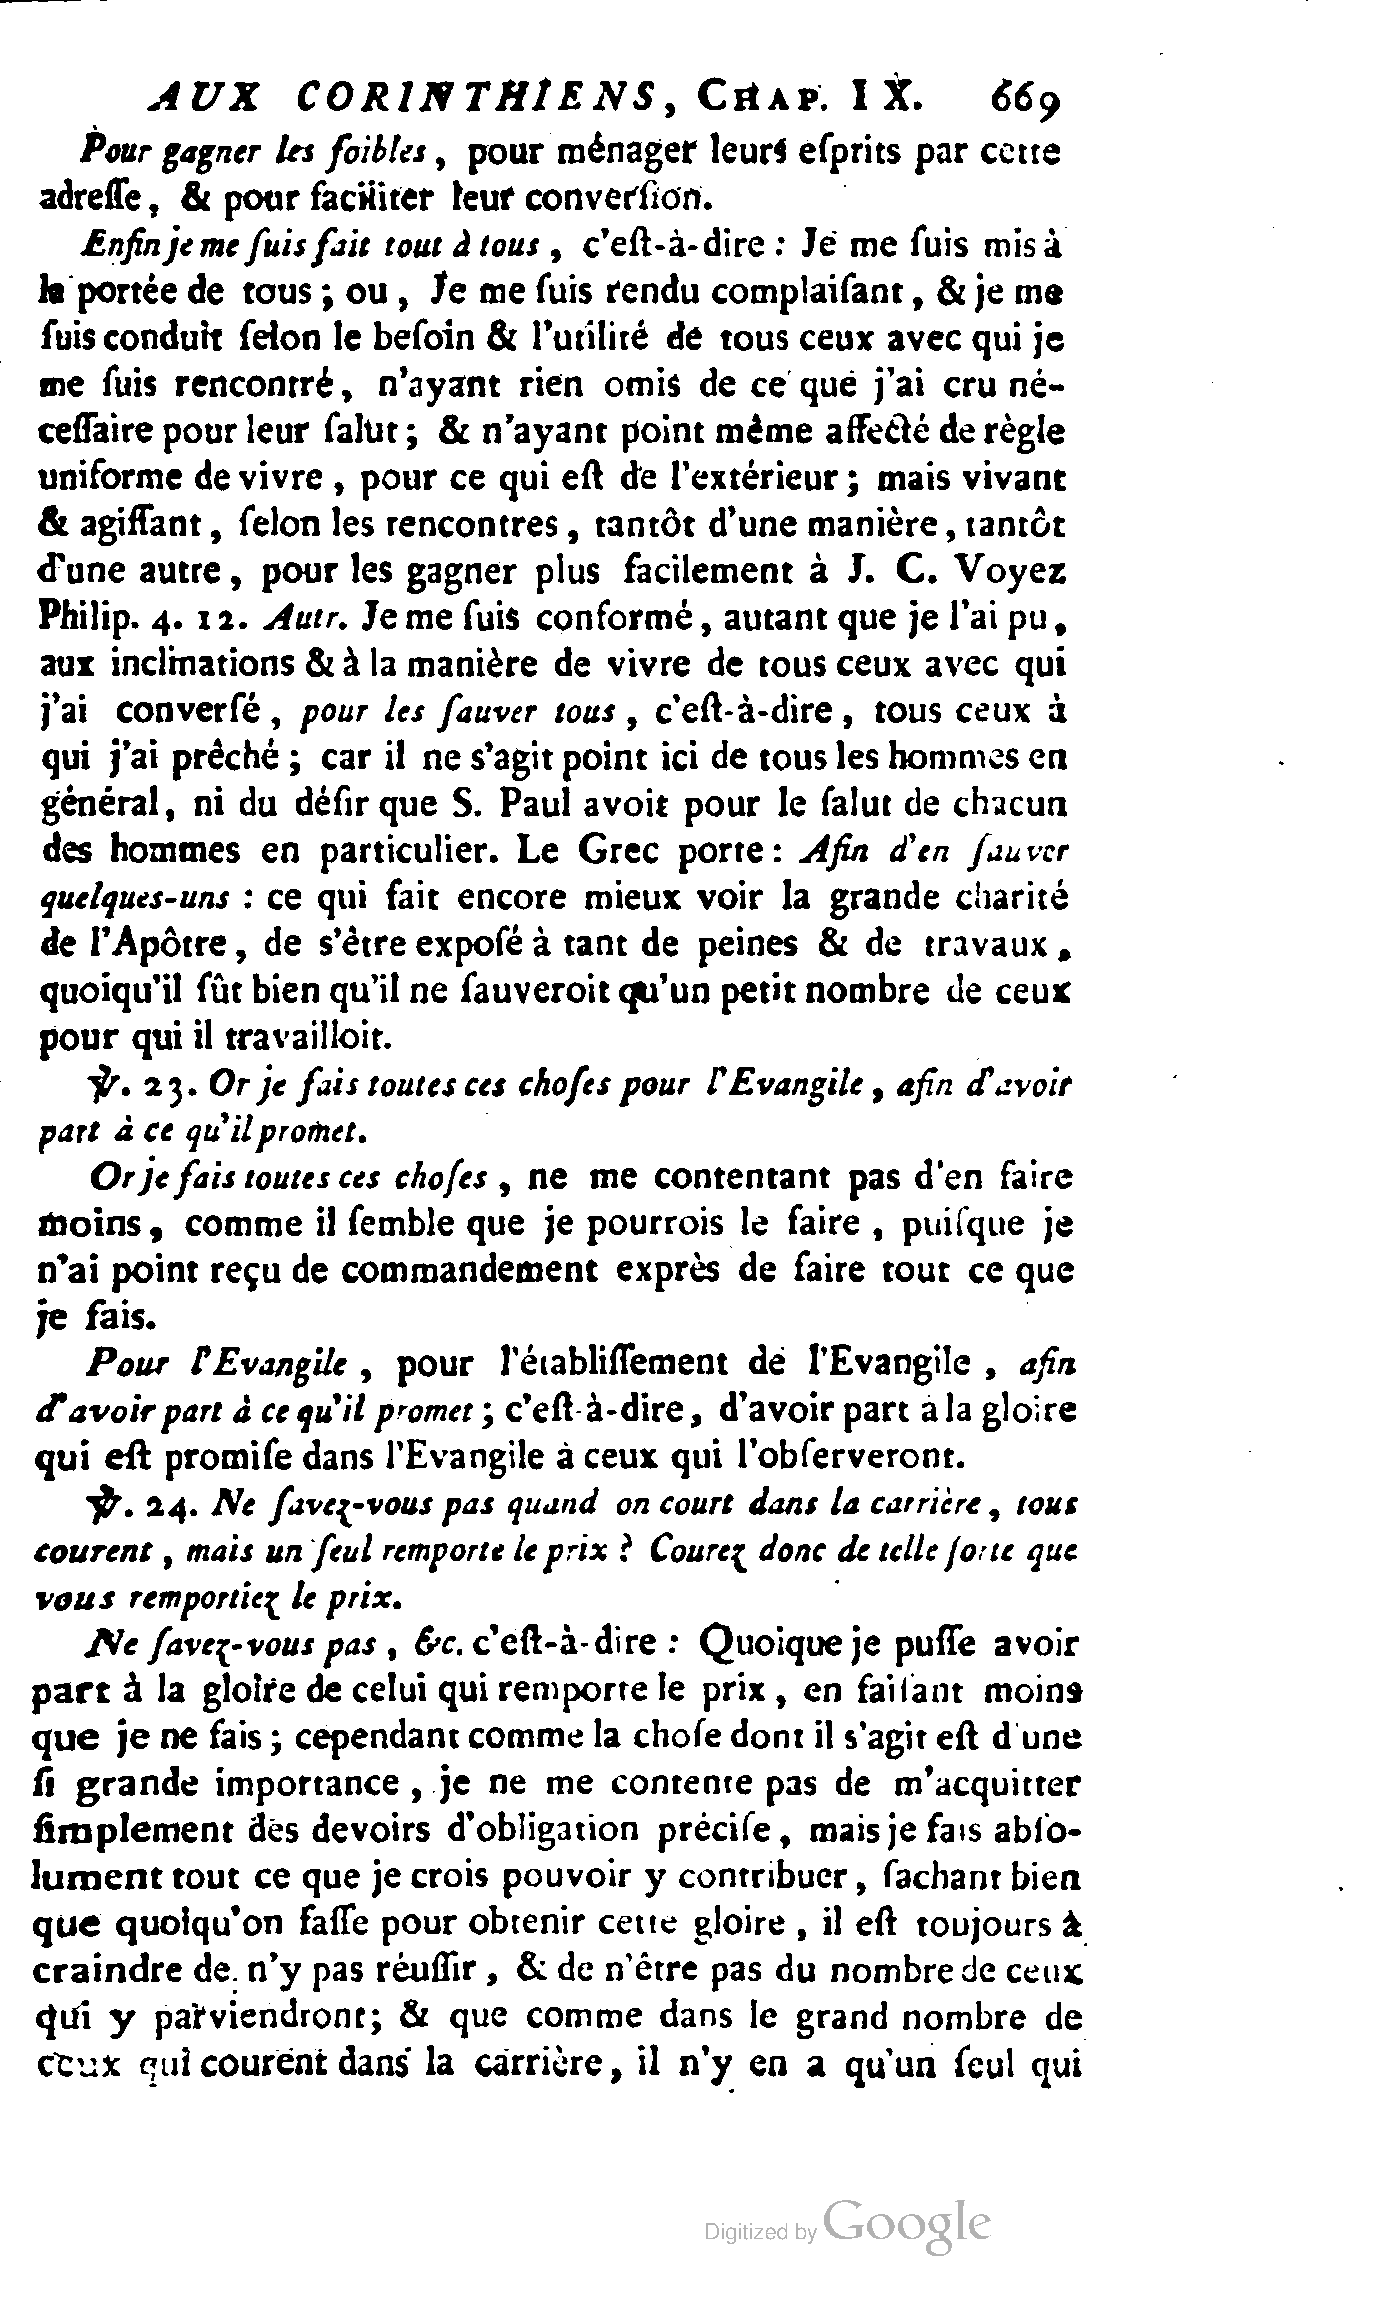 AUX CORINTHIENS, CHAP. IX. 669
Pour gagner les foibles, pour ménager leurs eſprits par cette
adreſſe, & pour faciliter leur converſion.
Enfin je me ſuis fait tout à tous, c'eſt-à-dire : Je me ſuis mis à
la portée de tous ; ou, Je me ſuis rendu complaiſant, & je me
ſuis conduit ſelon le beſoin & l'utilité de tous ceux avec qui je
me ſuis rencontré, n'ayant rien omis de ce que j'ai cru né-
ceſſaire pour leur ſalut ; & n'ayant point même affecté de règle
uniforme de vivre, pour ce qui eſt de l'extérieur ; mais vivant
& agiſſant, ſelon les rencontres, tantôt d'une manière, tantôt
d'une autre, pour les gagner plus facilement à J. C. Voyez
Philip. 4. 12. Autr. Je me ſuis conformé, autant que je l'ai pu,
aux inclinations & à la manière de vivre de tous ceux avec qui
j'ai converſé, pour les ſauver tous, c'eſt-à-dire, tous ceux à
qui j'ai prêché ; car il ne s'agit point ici de tous les hommes en
général, ni du déſir que S. Paul avoit pour le ſalut de chacun
des hommes en particulier. Le Grec porte : Afin d'en ſauver
quelques-uns : ce qui fait encore mieux voir la grande charité
de l'Apôtre, de s'être expoſé à tant de peines & de travaux,
quoiqu'il ſût bien qu'il ne ſauveroit qu'un petit nombre de ceux
pour qui il travailloit.
℣. 23. Or je fais toutes ces choſes pour l'Evangile, afin d'avoir
part à ce qu'il promet.
Or je fais toutes ces choſes, ne me contentant pas d'en faire
moins, comme il ſemble que je pourrois le faire, puiſque je
n'ai point reçu de commandement exprès de faire tout ce que
je fais.
Pour l'Evangile, pour l'établiſſement de l'Evangile, afin
d'avoir part à ce qu'il promet ; c'eſt-à-dire, d'avoir part à la gloire
qui eſt promiſe dans l'Evangile à ceux qui l'obſerveront.
℣. 24. Ne ſavez-vous pas quand on court dans la carrière, tous
courent, mais un ſeul remporte le prix ? Courez donc de telle ſorte que
vous remportiez le prix.
Ne ſavez-vous pas, &c. c'eſt-à-dire : Quoique je puſſe avoir
part à la gloire de celui qui remporte le prix, en faiſant moins
que je ne fais ; cependant comme la choſe dont il s'agit eſt d'une
ſi grande importance, je ne me contente pas de m'acquitter
ſimplement des devoirs d'obligation préciſe, mais je fais abſo-
lument tout ce que je crois pouvoir y contribuer, ſachant bien
que quoiqu'on faſſe pour obtenir cette gloire, il eſt toujours à
craindre de n'y pas réuſſir, & de n'être pas du nombre de ceux
qui y parviendront ; & que comme dans le grand nombre de
ceux qui courent dans la carrière, il n'y en a qu'un ſeul qui
Digitized by Google